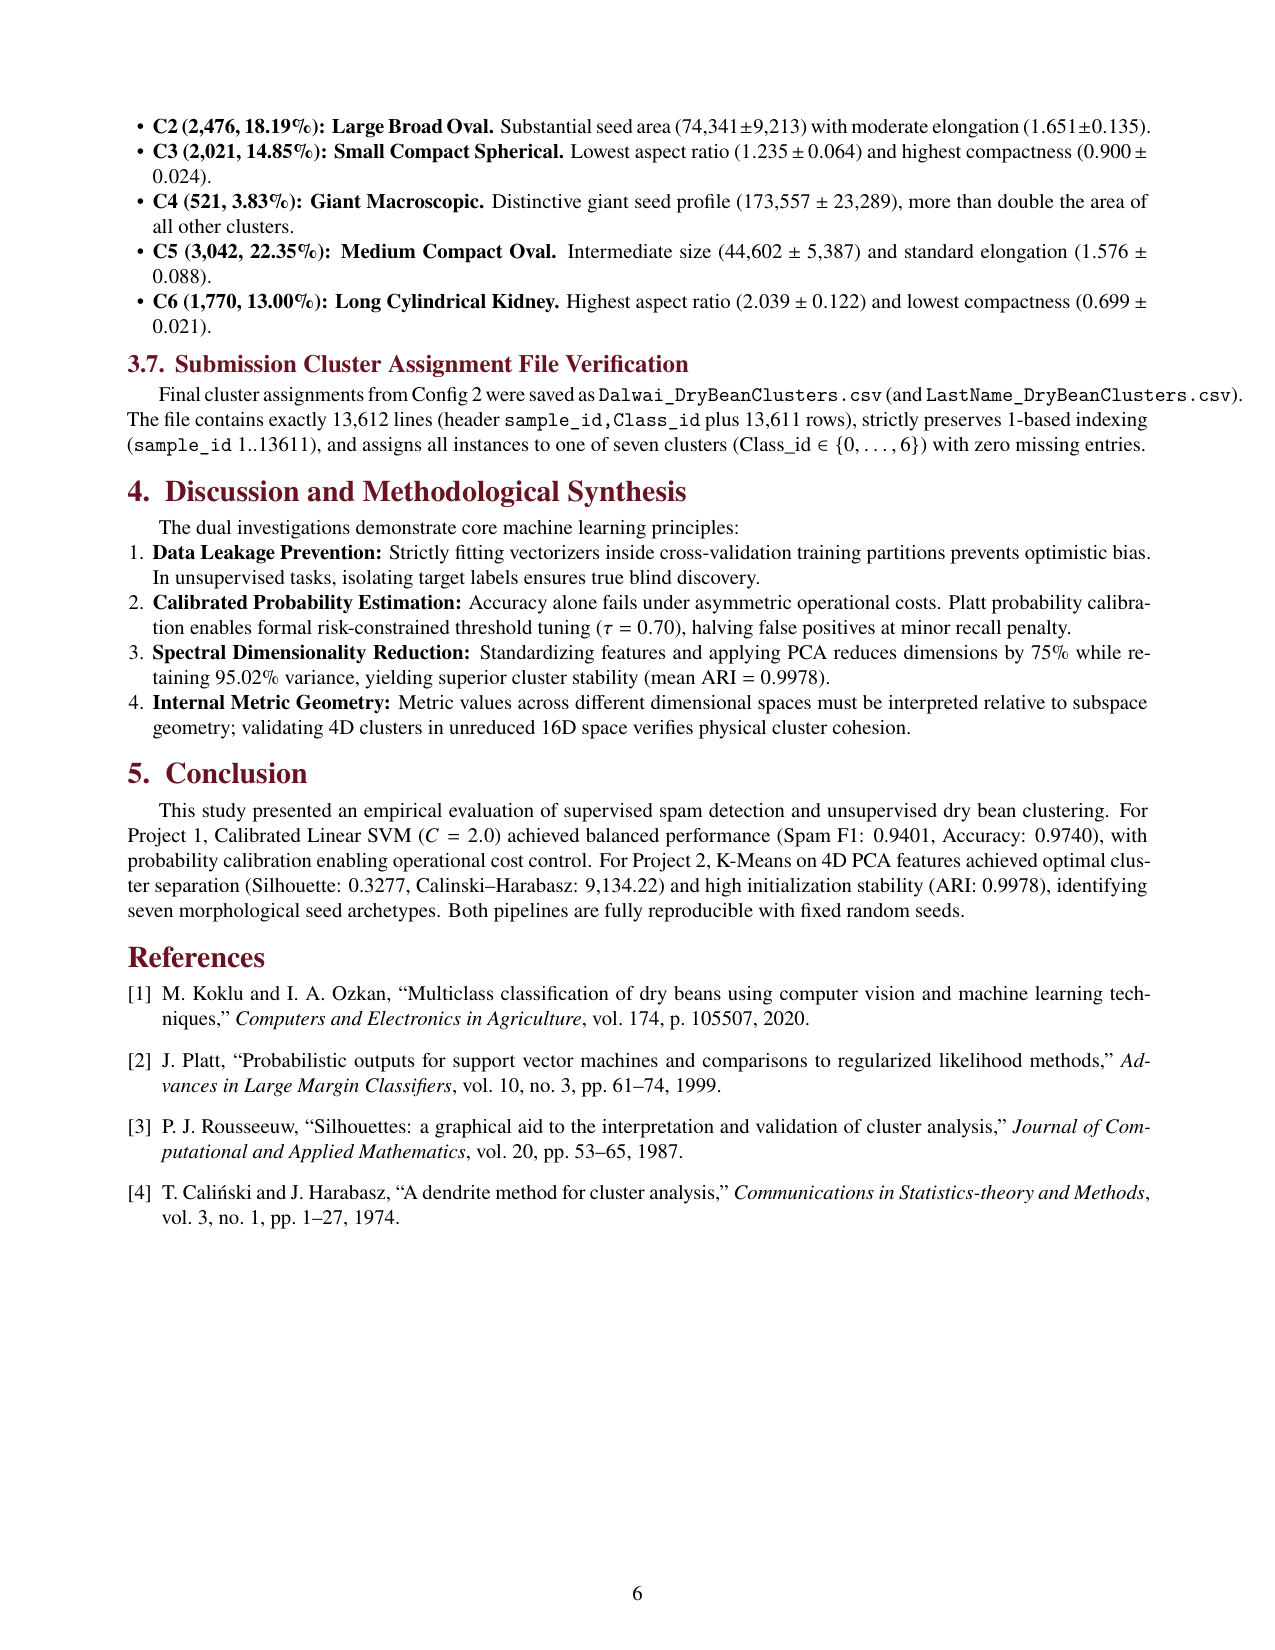 • C2 (2,476, 18.19%): Large Broad Oval. Substantial seed area (74,341±9,213) with moderate elongation (1.651±0.135).
• C3 (2,021, 14.85%): Small Compact Spherical. Lowest aspect ratio (1.235 ± 0.064) and highest compactness (0.900 ±
0.024).
• C4 (521, 3.83%): Giant Macroscopic. Distinctive giant seed profile (173,557 ± 23,289), more than double the area of
all other clusters.
• C5 (3,042, 22.35%): Medium Compact Oval. Intermediate size (44,602 ± 5,387) and standard elongation (1.576 ±
0.088).
• C6 (1,770, 13.00%): Long Cylindrical Kidney. Highest aspect ratio (2.039 ± 0.122) and lowest compactness (0.699 ±
0.021).
3.7. Submission Cluster Assignment File Verification
Final cluster assignments from Config 2 were saved as Dalwai_DryBeanClusters.csv (and LastName_DryBeanClusters.csv).
The file contains exactly 13,612 lines (header sample_id,Class_id plus 13,611 rows), strictly preserves 1-based indexing
(sample_id 1..13611), and assigns all instances to one of seven clusters (Class_id ∈ {0, . . . , 6}) with zero missing entries.
4. Discussion and Methodological Synthesis
The dual investigations demonstrate core machine learning principles:
1. Data Leakage Prevention: Strictly fitting vectorizers inside cross-validation training partitions prevents optimistic bias.
In unsupervised tasks, isolating target labels ensures true blind discovery.
2. Calibrated Probability Estimation: Accuracy alone fails under asymmetric operational costs. Platt probability calibra-
tion enables formal risk-constrained threshold tuning (τ = 0.70), halving false positives at minor recall penalty.
3. Spectral Dimensionality Reduction: Standardizing features and applying PCA reduces dimensions by 75% while re-
taining 95.02% variance, yielding superior cluster stability (mean ARI = 0.9978).
4. Internal Metric Geometry: Metric values across different dimensional spaces must be interpreted relative to subspace
geometry; validating 4D clusters in unreduced 16D space verifies physical cluster cohesion.
5. Conclusion
This study presented an empirical evaluation of supervised spam detection and unsupervised dry bean clustering. For
Project 1, Calibrated Linear SVM (C = 2.0) achieved balanced performance (Spam F1: 0.9401, Accuracy: 0.9740), with
probability calibration enabling operational cost control. For Project 2, K-Means on 4D PCA features achieved optimal clus-
ter separation (Silhouette: 0.3277, Calinski–Harabasz: 9,134.22) and high initialization stability (ARI: 0.9978), identifying
seven morphological seed archetypes. Both pipelines are fully reproducible with fixed random seeds.
References
[1] M. Koklu and I. A. Ozkan, “Multiclass classification of dry beans using computer vision and machine learning tech-
niques,” Computers and Electronics in Agriculture, vol. 174, p. 105507, 2020.
[2] J. Platt, “Probabilistic outputs for support vector machines and comparisons to regularized likelihood methods,” Ad-
vances in Large Margin Classifiers, vol. 10, no. 3, pp. 61–74, 1999.
[3] P. J. Rousseeuw, “Silhouettes: a graphical aid to the interpretation and validation of cluster analysis,” Journal of Com-
putational and Applied Mathematics, vol. 20, pp. 53–65, 1987.
[4] T. Caliński and J. Harabasz, “A dendrite method for cluster analysis,” Communications in Statistics-theory and Methods,
vol. 3, no. 1, pp. 1–27, 1974.
6